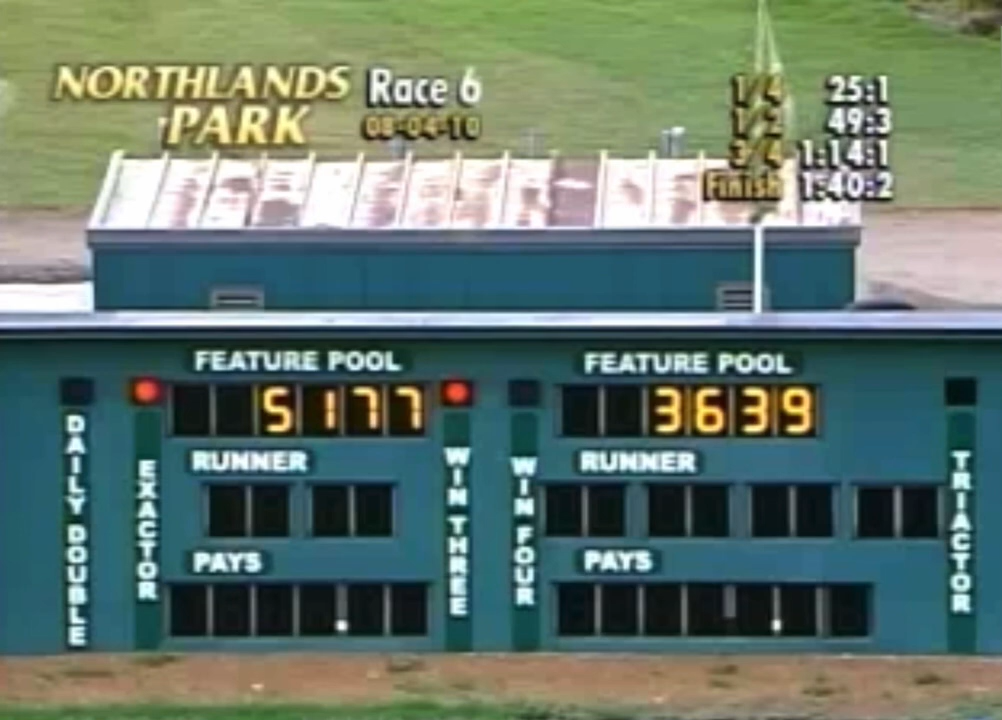 NORTHLANDS PARK
Race 6
08-04-10
1/4 25:1
1/2 49:3
3/4 1:14:1
Finish 1:40:2
FEATURE POOL
5177
RUNNER
PAYS
DAILY DOUBLE
EXACTOR
WIN THREE
FEATURE POOL
3639
RUNNER
PAYS
WIN FOUR
TRIACTOR